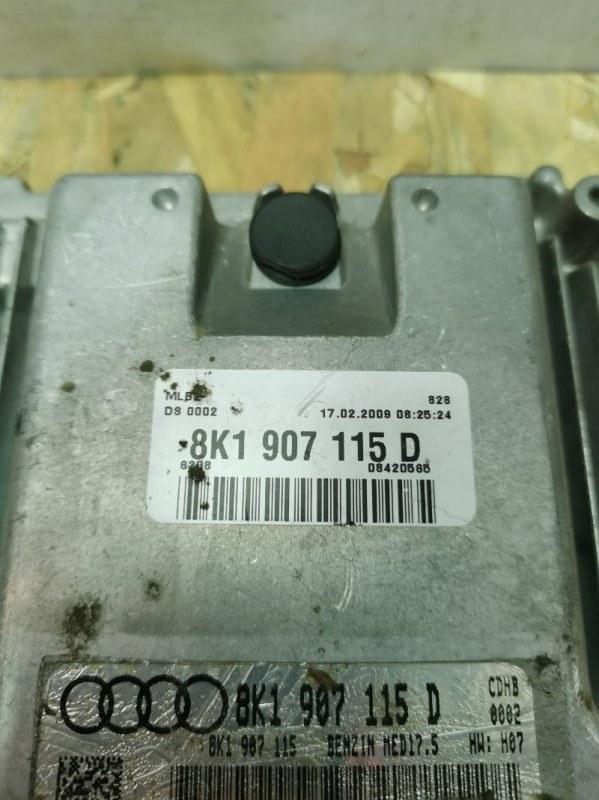 MLBE 828
DS 0002 17.02.2009 08:25:24
8K1 907 115 D
6208 08420565
8K1 907 115 D CDHB
0002
8K1 907 115 BENZIN MED17.5 HW: H07